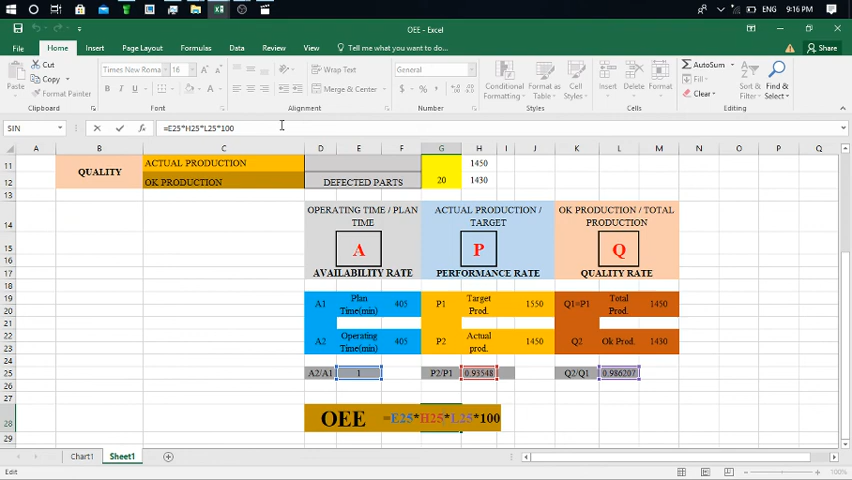 ENG 9:16 PM
OEE - Excel
File Home Insert Page Layout Formulas Data Review View Tell me what you want to do... Share
Paste Cut Copy Format Painter
Times New Roma 16
B I U
Wrap Text
Merge & Center
General
$ % ,
Conditional Formatting Format as Table Cell Styles
Insert Delete Format
AutoSum Fill Clear
Sort & Filter Find & Select
Clipboard Font Alignment Number Styles Cells Editing
SIN fx =E25*H25*L25*100
A B C D E F G H I J K L M N O P Q
11 ACTUAL PRODUCTION 1450
QUALITY
12 OK PRODUCTION DEFECTED PARTS 20 1430
13
OPERATING TIME / PLAN TIME
ACTUAL PRODUCTION / TARGET
OK PRODUCTION / TOTAL PRODUCTION
14
15
A P Q
16
17 AVAILABILITY RATE PERFORMANCE RATE QUALITY RATE
18
19
20
A1 Plan Time(min) 405 P1 Target Prod. 1550 Q1=P1 Total Prod. 1450
21
22
23
A2 Operating Time(min) 405 P2 Actual prod. 1450 Q2 Ok Prod. 1430
24
25 A2/A1 1 P2/P1 0.93548 Q2/Q1 0.986207
26
27
28 OEE =E25*H25*L25*100
29
Chart1 Sheet1
Edit 100%